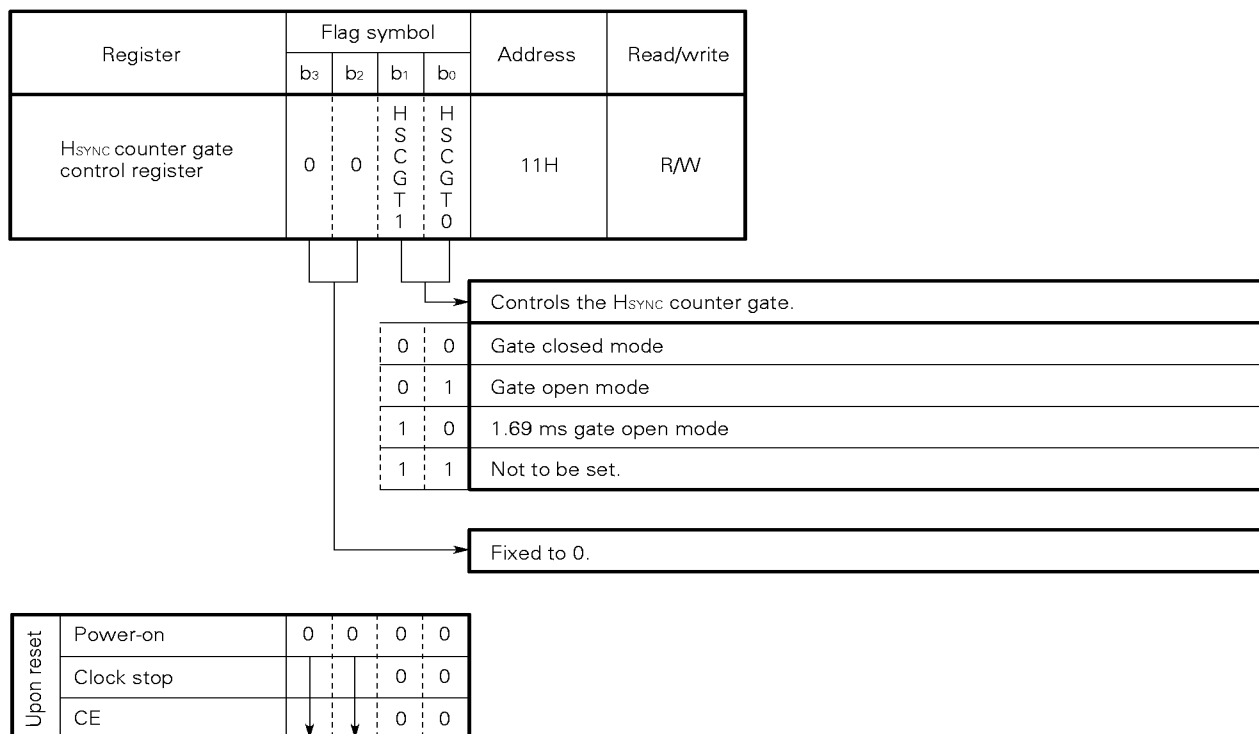 Register
Flag symbol
Address
Read/write
b3
b2
b1
b0
HSYNC counter gate
control register
0
0
HSCGT1
HSCGT0
11H
R/W
Controls the HSYNC counter gate.
0 0 Gate closed mode
0 1 Gate open mode
1 0 1.69 ms gate open mode
1 1 Not to be set.
Fixed to 0.
Upon reset
Power-on 0 0 0 0
Clock stop 0 0
CE 0 0